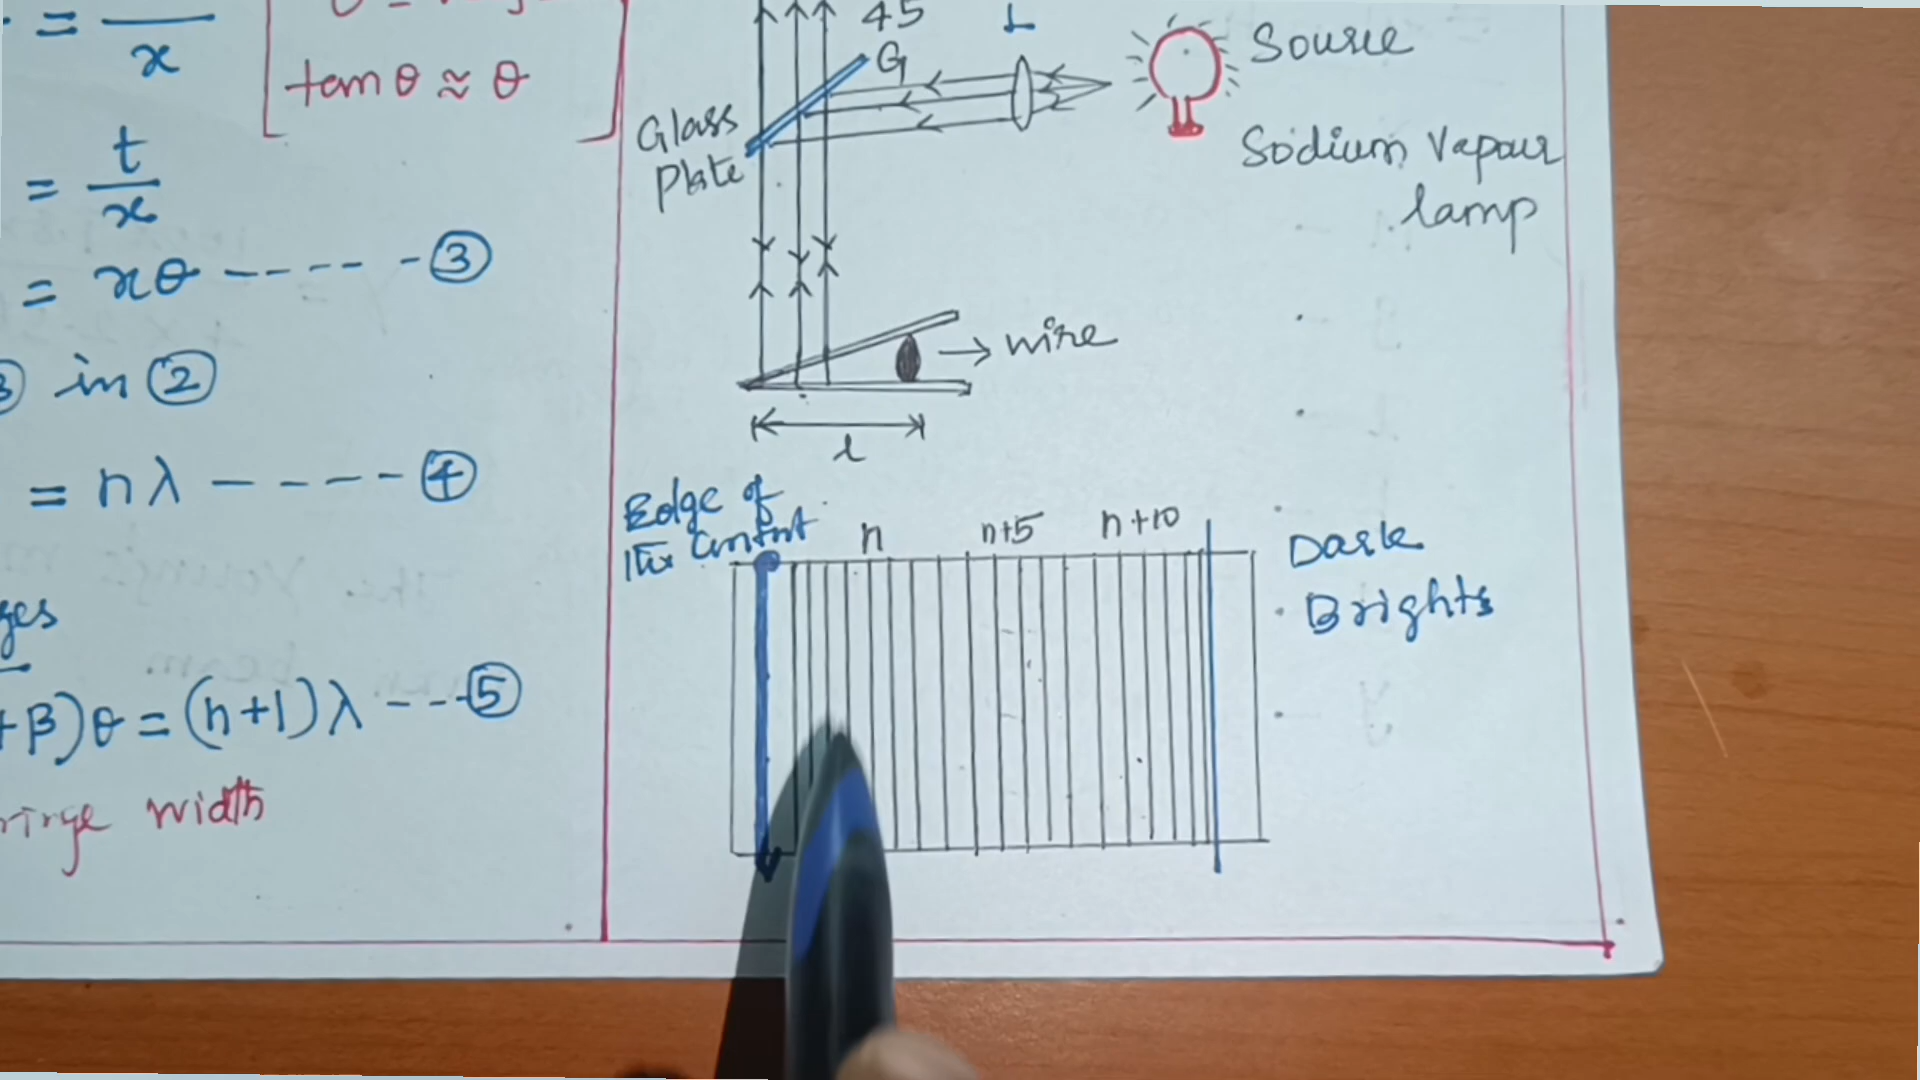 = ― / x
tan θ ≈ θ
= t/x
= xθ ------③
③ in ②
= nλ -----④
ges
+β)θ = (n+1)λ ---⑤
ringe width
45
L
G
Source
Glass
Plate
Sodium Vapour
lamp
→ wire
l
Edge of
the Contact
n n+5 n+10
Dark
Brights